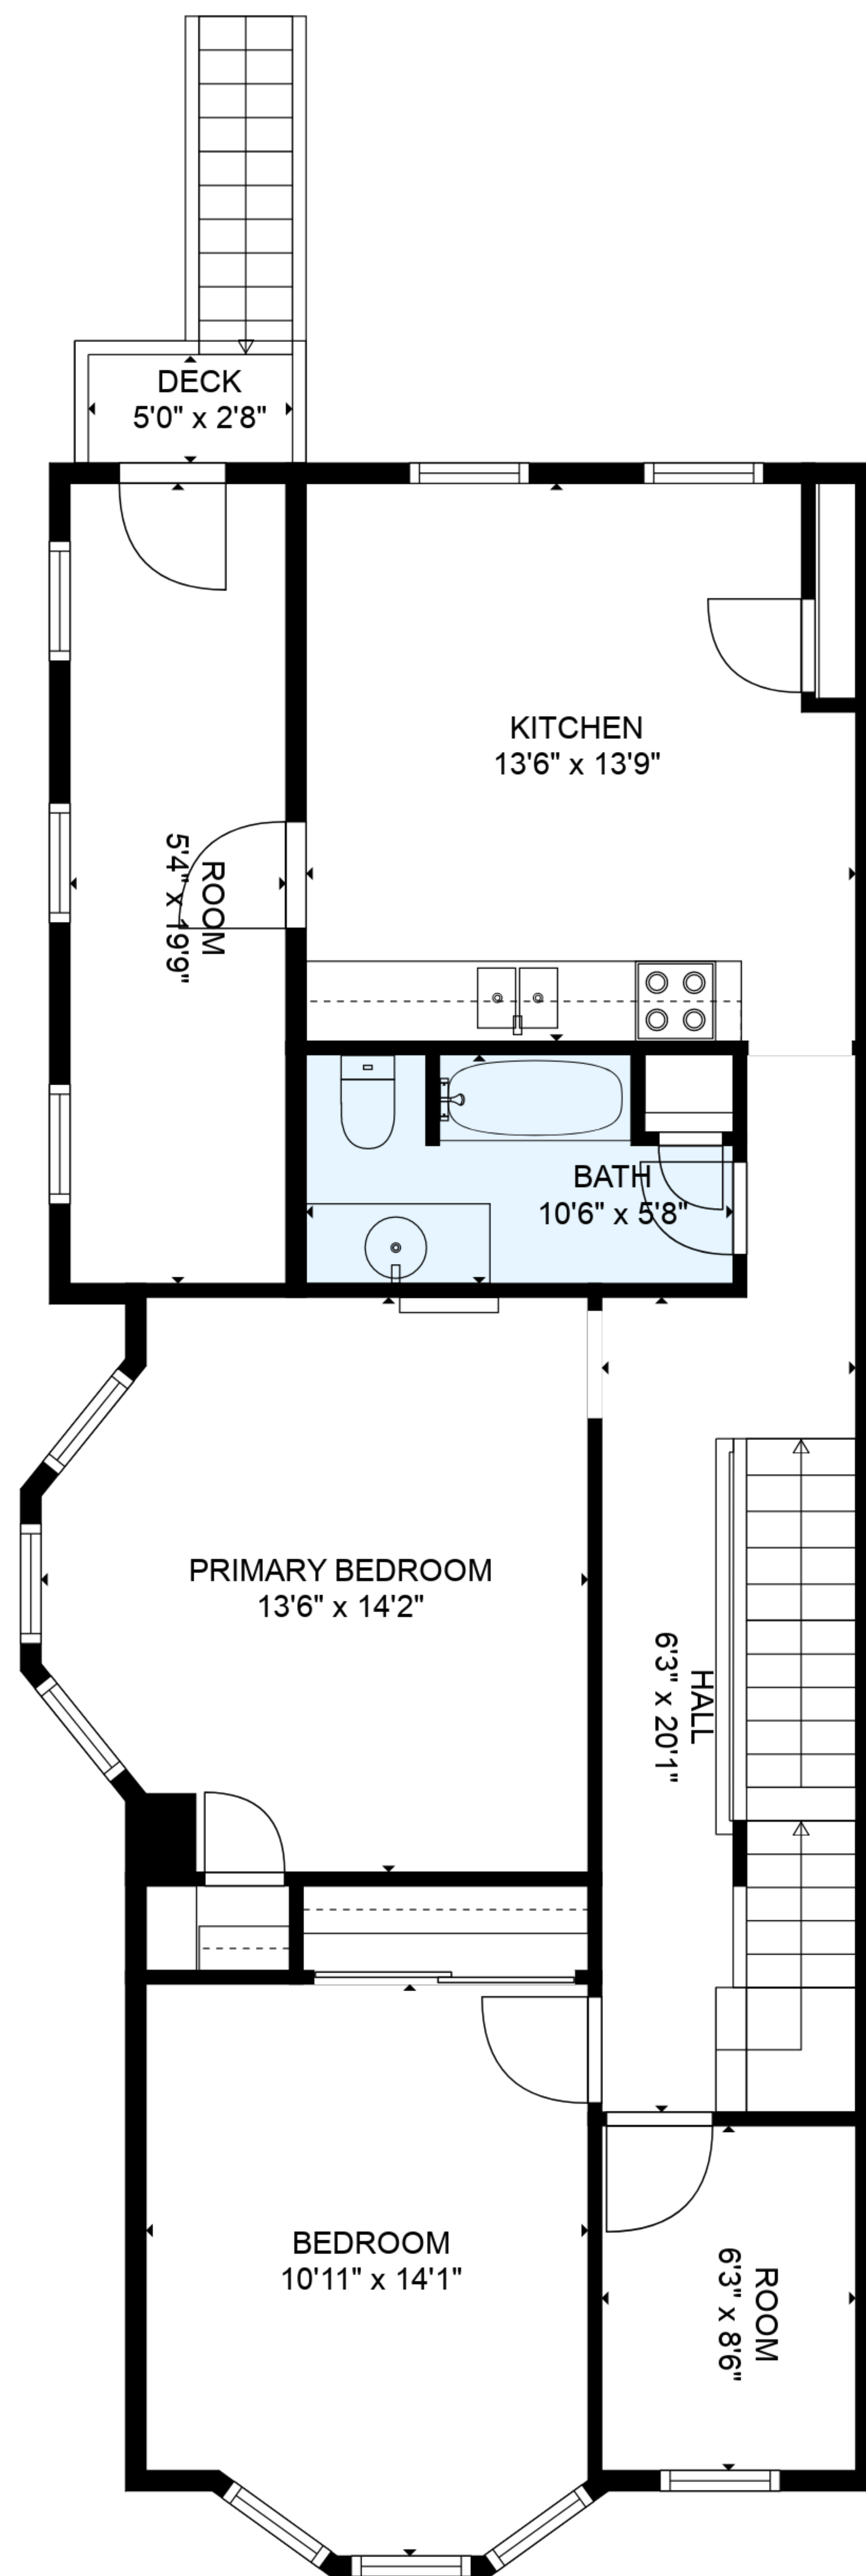 DECK
5'0" x 2'8"
KITCHEN
13'6" x 13'9"
ROOM
5'4" x 19'9"
BATH
10'6" x 5'8"
PRIMARY BEDROOM
13'6" x 14'2"
HALL
6'3" x 20'1"
BEDROOM
10'11" x 14'1"
ROOM
6'3" x 8'6"